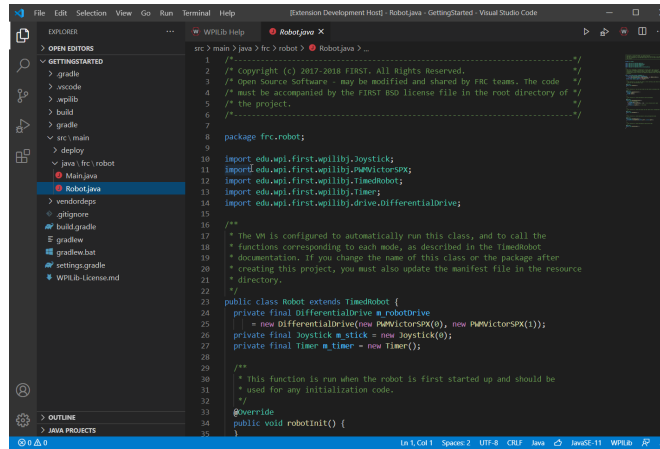 File Edit Selection View Go Run Terminal Help [Extension Development Host] - Robot.java - GettingStarted - Visual Studio Code
EXPLORER
OPEN EDITORS
GETTINGSTARTED
.gradle
.vscode
.wpilib
build
gradle
src \ main
deploy
java \ frc \ robot
Main.java
Robot.java
vendordeps
.gitignore
build.gradle
gradlew
gradlew.bat
settings.gradle
WPILib-License.md
OUTLINE
JAVA PROJECTS
WPILib Help Robot.java
src > main > java > frc > robot > Robot.java > ...
1 /*----------------------------------------------------------------------------*/
2 /* Copyright (c) 2017-2018 FIRST. All Rights Reserved. */
3 /* Open Source Software - may be modified and shared by FRC teams. The code */
4 /* must be accompanied by the FIRST BSD license file in the root directory of */
5 /* the project. */
6 /*----------------------------------------------------------------------------*/
7
8 package frc.robot;
9
10 import edu.wpi.first.wpilibj.Joystick;
11 import edu.wpi.first.wpilibj.PWMVictorSPX;
12 import edu.wpi.first.wpilibj.TimedRobot;
13 import edu.wpi.first.wpilibj.Timer;
14 import edu.wpi.first.wpilibj.drive.DifferentialDrive;
15
16 /**
17 * The VM is configured to automatically run this class, and to call the
18 * functions corresponding to each mode, as described in the TimedRobot
19 * documentation. If you change the name of this class or the package after
20 * creating this project, you must also update the manifest file in the resource
21 * directory.
22 */
23 public class Robot extends TimedRobot {
24 private final DifferentialDrive m_robotDrive
25 = new DifferentialDrive(new PWMVictorSPX(0), new PWMVictorSPX(1));
26 private final Joystick m_stick = new Joystick(0);
27 private final Timer m_timer = new Timer();
28
29 /**
30 * This function is run when the robot is first started up and should be
31 * used for any initialization code.
32 */
33 @Override
34 public void robotInit() {
35 }
0 0 Ln 1, Col 1 Spaces: 2 UTF-8 CRLF Java JavaSE-11 WPILib